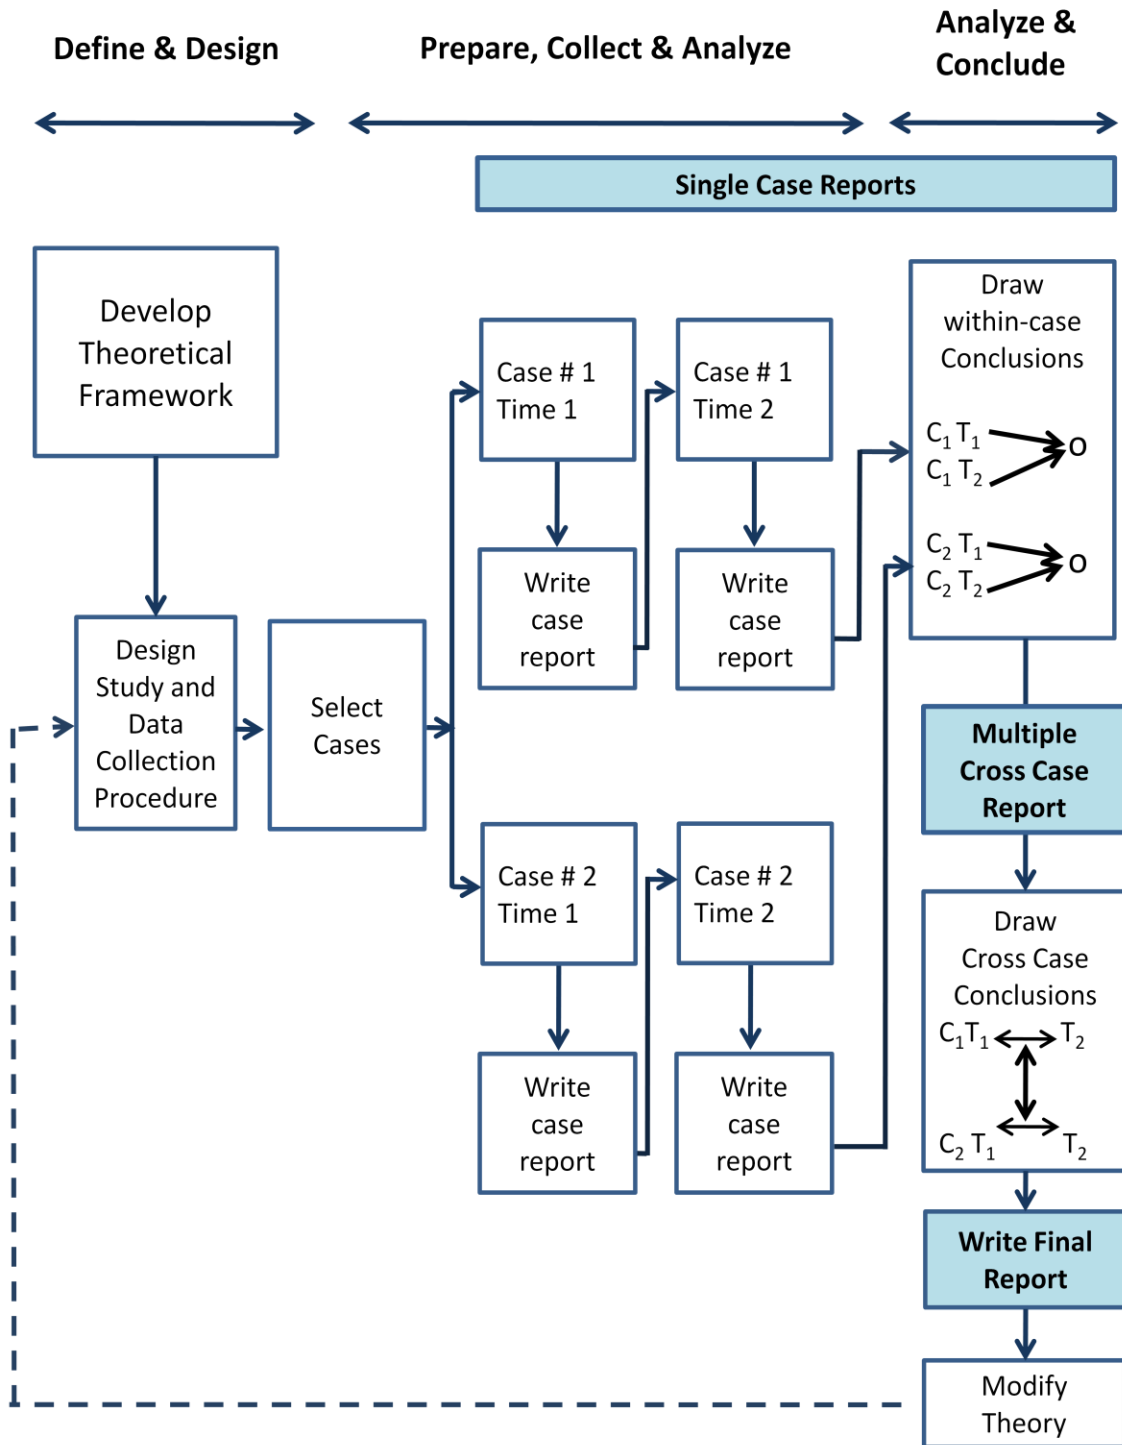 Define & Design
Prepare, Collect & Analyze
Analyze &
Conclude
Single Case Reports
Develop
Theoretical
Framework
Design
Study and
Data
Collection
Procedure
Select
Cases
Case # 1
Time 1
Write
case
report
Case # 1
Time 2
Write
case
report
Case # 2
Time 1
Write
case
report
Case # 2
Time 2
Write
case
report
Draw
within-case
Conclusions
C₁ T₁
C₁ T₂
O
C₂ T₁
C₂ T₂
O
Multiple
Cross Case
Report
Draw
Cross Case
Conclusions
C₁T₁ T₂
C₂ T₁ T₂
Write Final
Report
Modify
Theory